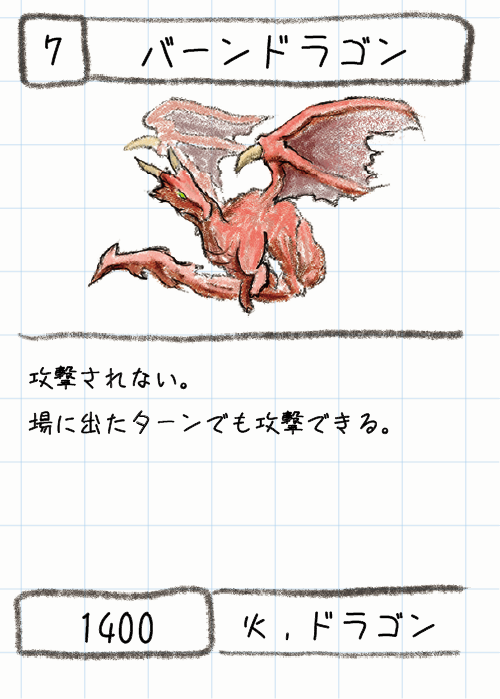 7
バーンドラゴン
攻撃されない。
場に出たターンでも攻撃できる。
1400
火，ドラゴン